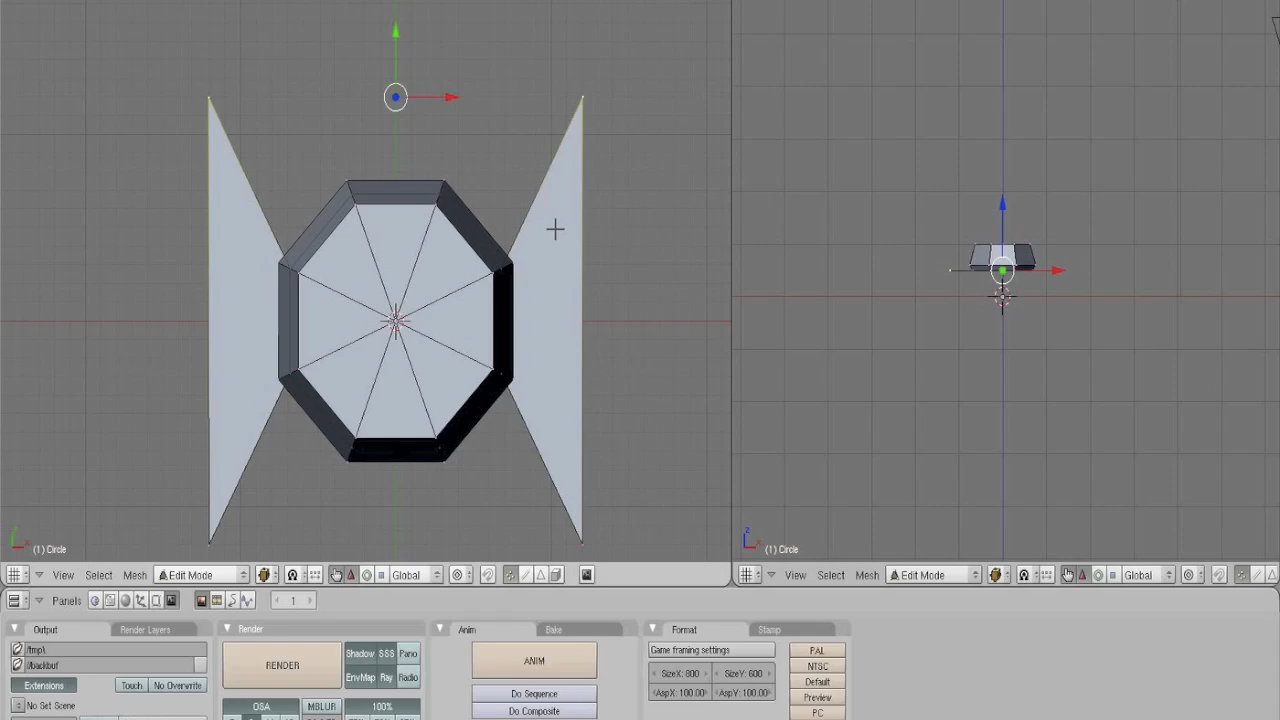 (1) Circle
(1) Circle
View Select Mesh Edit Mode Global
View Select Mesh Edit Mode Global
Panels 1
Output Render Layers
/tmp\
//backbuf
Extensions Touch No Overwrite
No Set Scene
Render
RENDER
Shadow SSS Pano
EnvMap Ray Radio
OSA MBLUR 100%
Anim Bake
ANIM
Do Sequence
Do Composite
Format Stamp
Game framing settings
SizeX: 800 SizeY: 600
AspX: 100.00 AspY: 100.00
PAL
NTSC
Default
Preview
PC